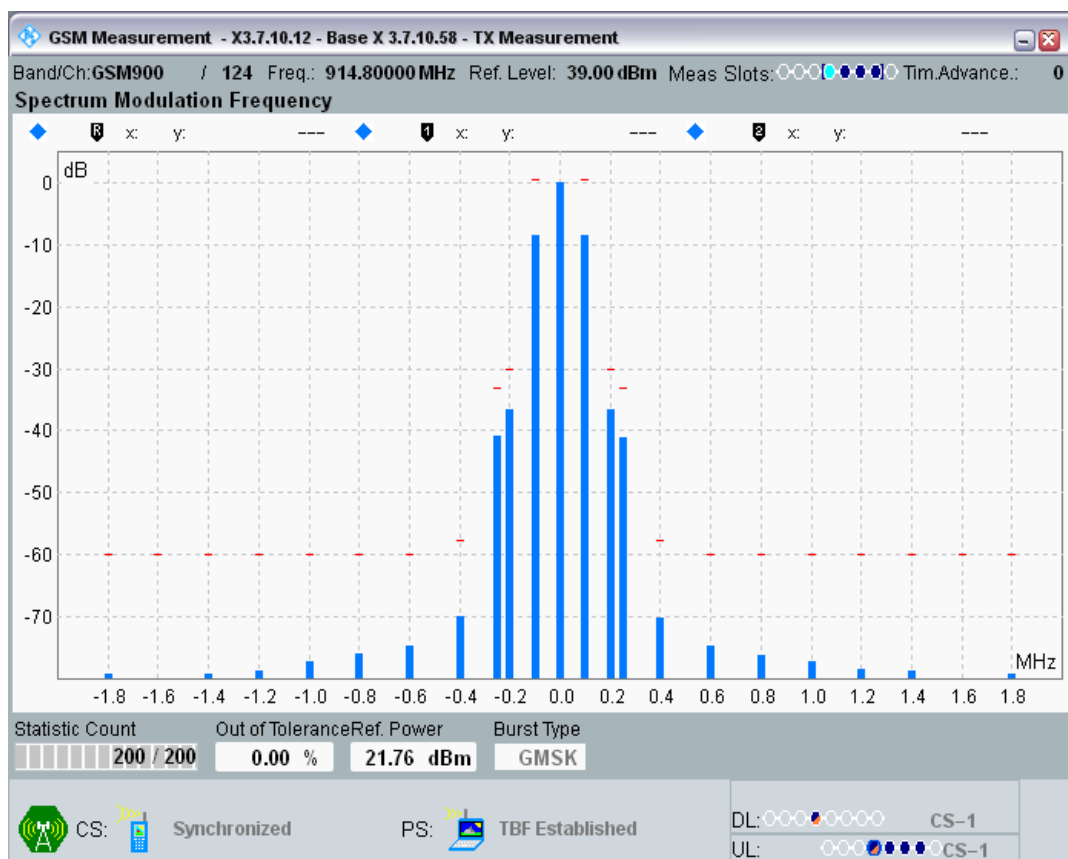 GSM Measurement - X3.7.10.12 - Base X 3.7.10.58 - TX Measurement
Band/Ch:GSM900 / 124 Freq.: 914.80000 MHz Ref. Level: 39.00 dBm Meas Slots: Tim.Advance.: 0
Spectrum Modulation Frequency
R x: y: --- 1 x: y: --- 2 x: y: ---
dB
0
-10
-20
-30
-40
-50
-60
-70
MHz
-1.8 -1.6 -1.4 -1.2 -1.0 -0.8 -0.6 -0.4 -0.2 0.0 0.2 0.4 0.6 0.8 1.0 1.2 1.4 1.6 1.8
Statistic Count Out of Tolerance Ref. Power Burst Type
200 / 200 0.00 % 21.76 dBm GMSK
CS: Synchronized PS: TBF Established
DL: CS-1
UL: CS-1